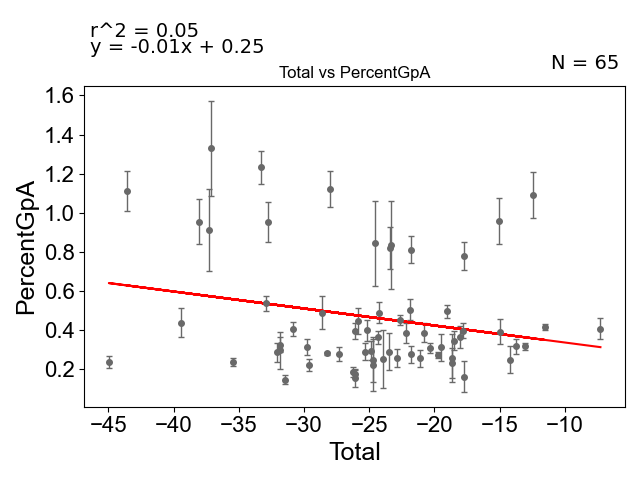 r^2 = 0.05
y = -0.01x + 0.25
N = 65
Total vs PercentGpA
PercentGpA
1.6
1.4
1.2
1.0
0.8
0.6
0.4
0.2
−45 −40 −35 −30 −25 −20 −15 −10
Total